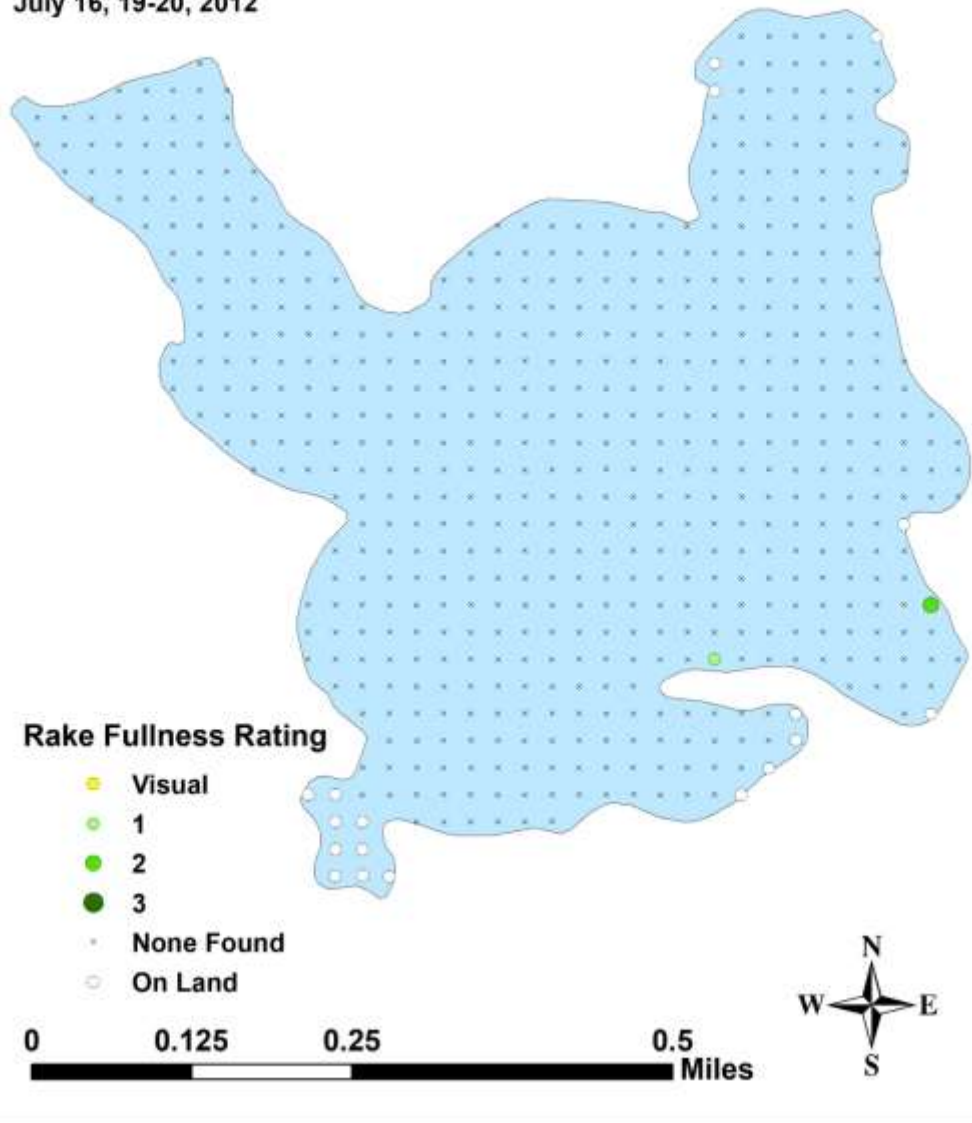 July 16, 19-20, 2012
Rake Fullness Rating
Visual
1
2
3
None Found
On Land
N
W E
S
0 0.125 0.25 0.5
Miles